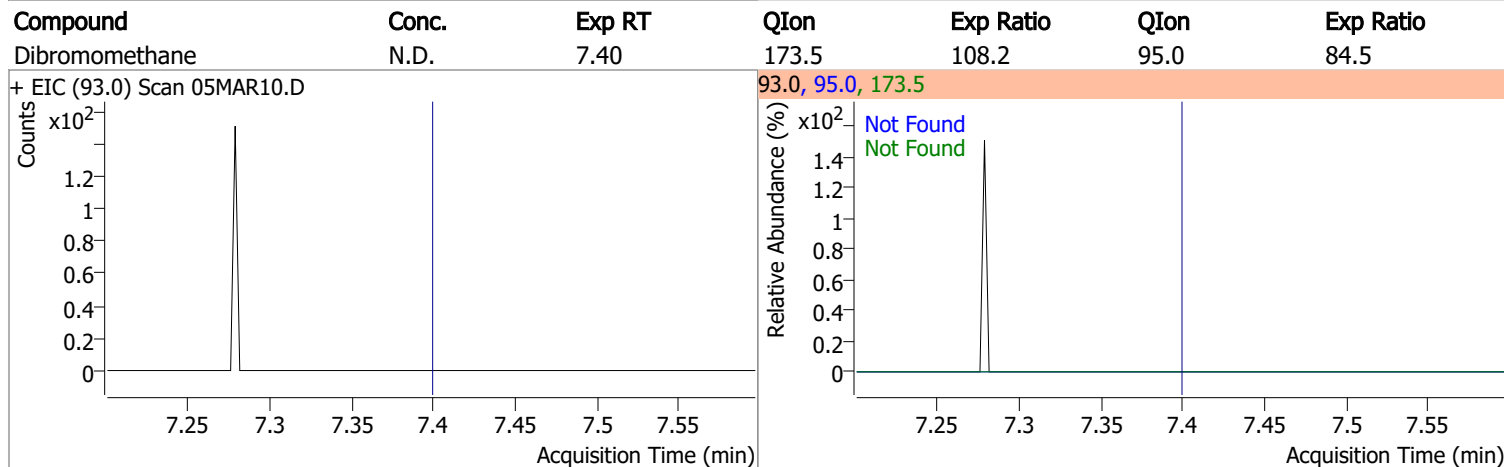 Compound Conc. Exp RT QIon Exp Ratio QIon Exp Ratio
Dibromomethane N.D. 7.40 173.5 108.2 95.0 84.5
+ EIC (93.0) Scan 05MAR10.D
Counts
x10²
1.2
1
0.8
0.6
0.4
0.2
0
7.25 7.3 7.35 7.4 7.45 7.5 7.55
Acquisition Time (min)
93.0, 95.0, 173.5
Relative Abundance (%)
x10²
Not Found
Not Found
1.4
1.2
1
0.8
0.6
0.4
0.2
0
7.25 7.3 7.35 7.4 7.45 7.5 7.55
Acquisition Time (min)